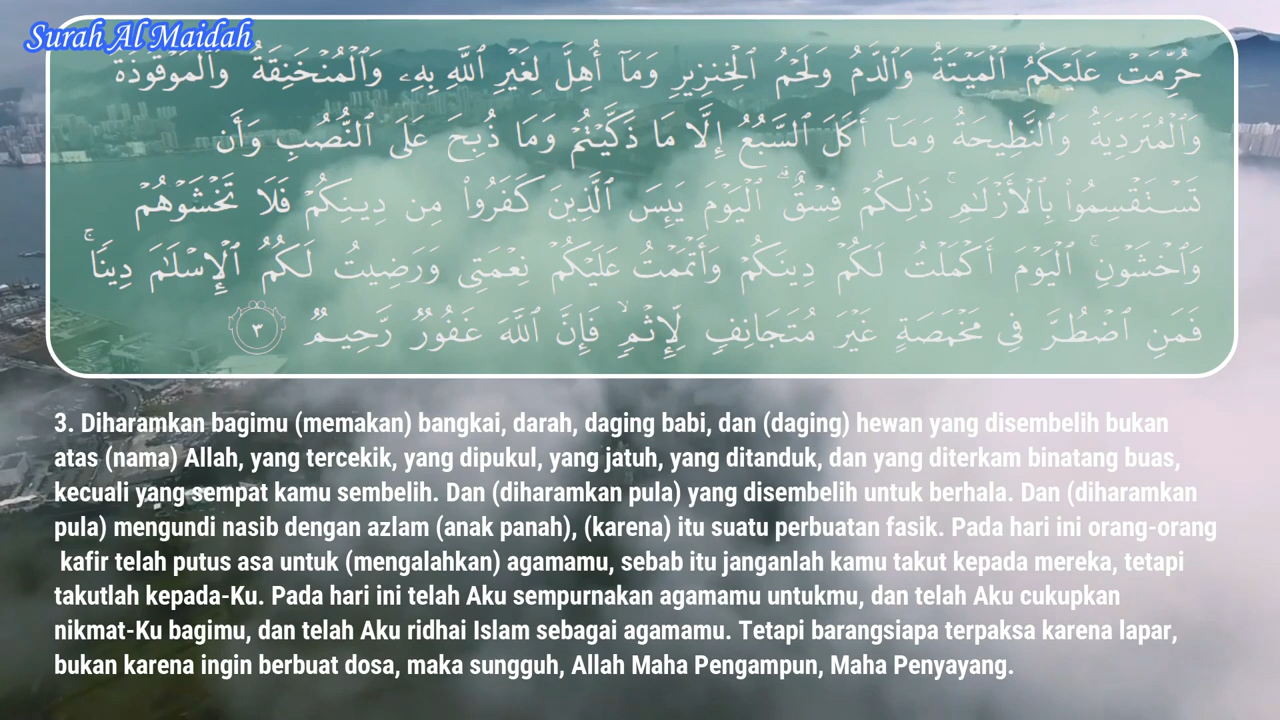 Surah Al Maidah
حُرِّمَتۡ عَلَيۡكُمُ ٱلۡمَيۡتَةُ وَٱلدَّمُ وَلَحۡمُ ٱلۡخِنزِيرِ وَمَآ أُهِلَّ لِغَيۡرِ ٱللَّهِ بِهِۦ وَٱلۡمُنۡخَنِقَةُ وَٱلۡمَوۡقُوذَةُ
وَٱلۡمُتَرَدِّيَةُ وَٱلنَّطِيحَةُ وَمَآ أَكَلَ ٱلسَّبُعُ إِلَّا مَا ذَكَّيۡتُمۡ وَمَا ذُبِحَ عَلَى ٱلنُّصُبِ وَأَن
تَسۡتَقۡسِمُواْ بِٱلۡأَزۡلَٰمِۚ ذَٰلِكُمۡ فِسۡقٌۗ ٱلۡيَوۡمَ يَئِسَ ٱلَّذِينَ كَفَرُواْ مِن دِينِكُمۡ فَلَا تَخۡشَوۡهُمۡ
وَٱخۡشَوۡنِۚ ٱلۡيَوۡمَ أَكۡمَلۡتُ لَكُمۡ دِينَكُمۡ وَأَتۡمَمۡتُ عَلَيۡكُمۡ نِعۡمَتِي وَرَضِيتُ لَكُمُ ٱلۡإِسۡلَٰمَ دِينٗاۚ
فَمَنِ ٱضۡطُرَّ فِي مَخۡمَصَةٍ غَيۡرَ مُتَجَانِفٖ لِّإِثۡمٖۙ فَإِنَّ ٱللَّهَ غَفُورٞ رَّحِيمٞ ٣
3. Diharamkan bagimu (memakan) bangkai, darah, daging babi, dan (daging) hewan yang disembelih bukan
atas (nama) Allah, yang tercekik, yang dipukul, yang jatuh, yang ditanduk, dan yang diterkam binatang buas,
kecuali yang sempat kamu sembelih. Dan (diharamkan pula) yang disembelih untuk berhala. Dan (diharamkan
pula) mengundi nasib dengan azlam (anak panah), (karena) itu suatu perbuatan fasik. Pada hari ini orang-orang
kafir telah putus asa untuk (mengalahkan) agamamu, sebab itu janganlah kamu takut kepada mereka, tetapi
takutlah kepada-Ku. Pada hari ini telah Aku sempurnakan agamamu untukmu, dan telah Aku cukupkan
nikmat-Ku bagimu, dan telah Aku ridhai Islam sebagai agamamu. Tetapi barangsiapa terpaksa karena lapar,
bukan karena ingin berbuat dosa, maka sungguh, Allah Maha Pengampun, Maha Penyayang.